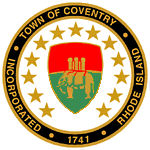 TOWN OF COVENTRY
RHODE ISLAND
1741
INCORPORATED